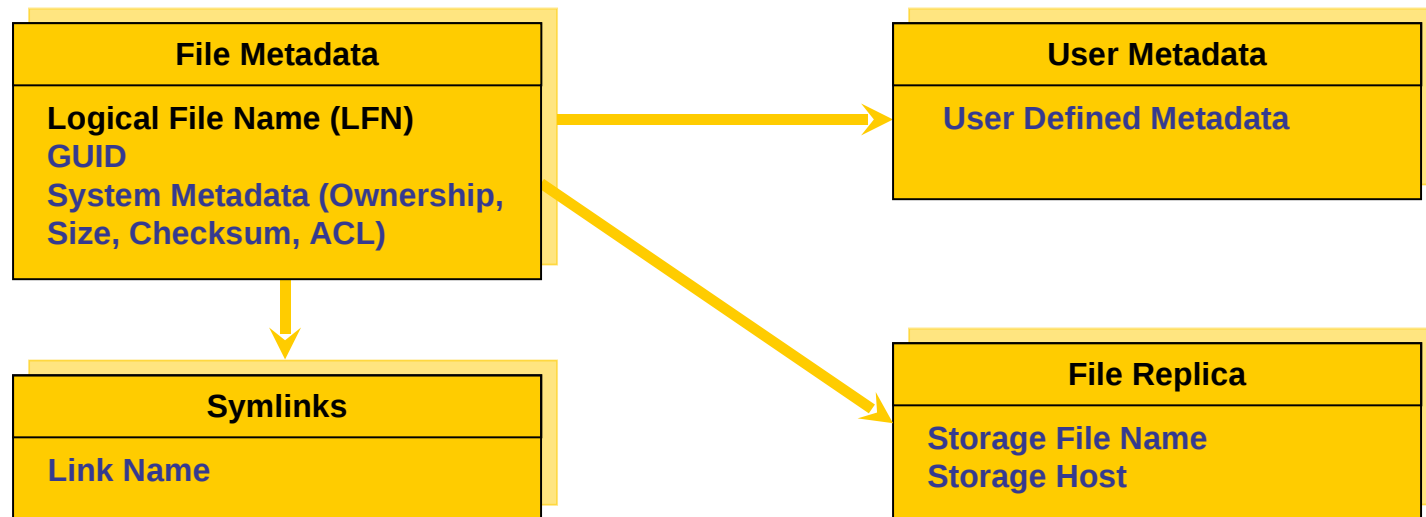 File Metadata
Logical File Name (LFN)
GUID
System Metadata (Ownership,
Size, Checksum, ACL)
User Metadata
User Defined Metadata
Symlinks
Link Name
File Replica
Storage File Name
Storage Host